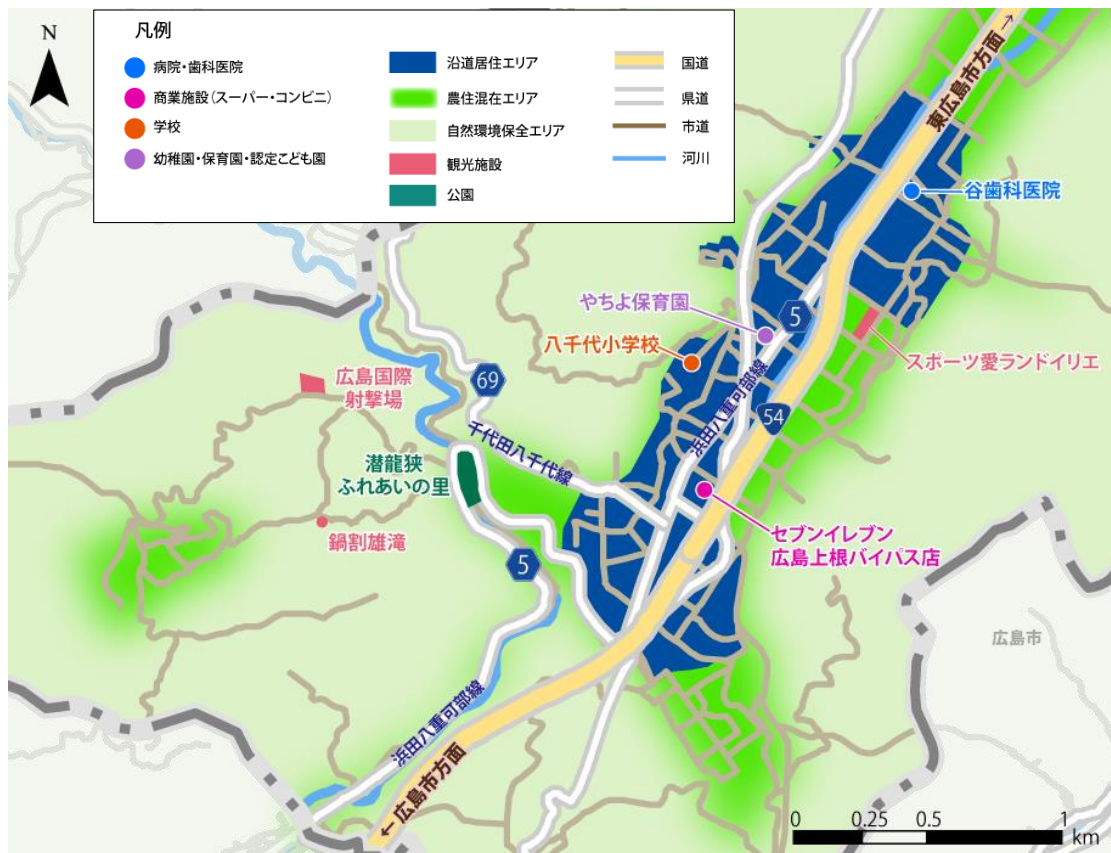 N
凡例
病院・歯科医院
商業施設(スーパー・コンビニ)
学校
幼稚園・保育園・認定こども園
沿道居住エリア
農住混在エリア
自然環境保全エリア
観光施設
公園
国道
県道
市道
河川
東広島市方面→
谷歯科医院
やちよ保育園
5
八千代小学校
スポーツ愛ランドイリエ
広島国際
射撃場
69
浜田八重可部線
54
千代田八千代線
潜龍狭
ふれあいの里
鍋割雄滝
セブンイレブン
広島上根バイパス店
5
広島市
浜田八重可部線
←広島市方面
0 0.25 0.5 1
km